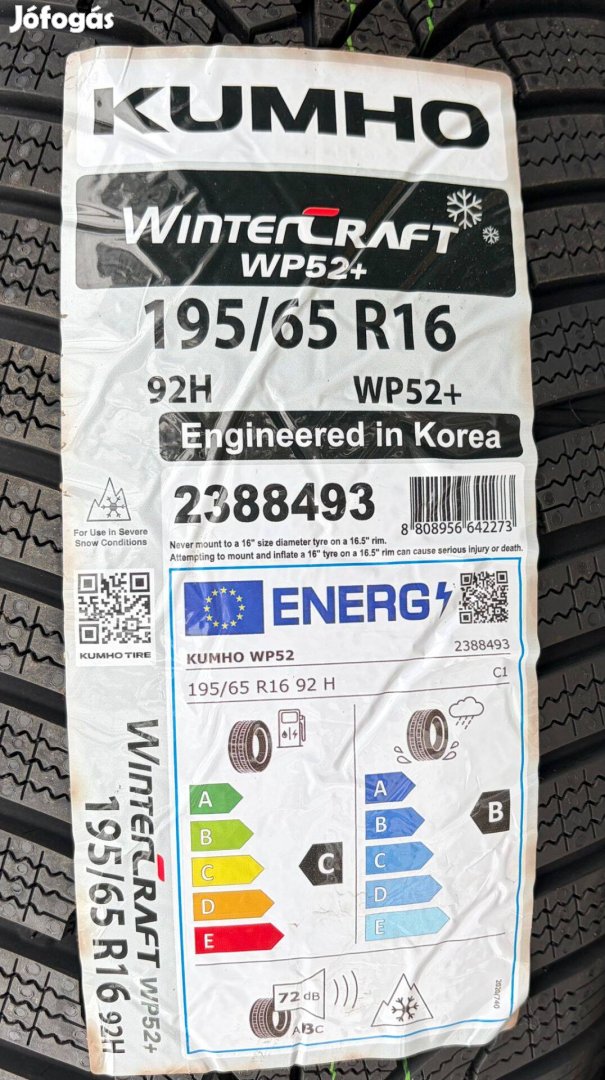 Jófogás
KUMHO
WINTERCRAFT
WP52+
195/65 R16
92H WP52+
Engineered in Korea
2388493
8 808956 642273
For Use in Severe
Snow Conditions
Never mount to a 16" size diameter tyre on a 16.5" rim.
Attempting to mount and inflate a 16" tyre on a 16.5" rim can cause serious injury or death.
KUMHO TIRE
ENERG
KUMHO WP52 2388493
195/65 R16 92 H C1
A
B
C
D
E
C
A
B
C
D
E
B
72 dB
ABC
2020/740
WINTERCRAFT WP52+
195/65 R16 92H